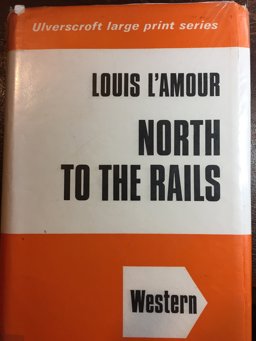 Ulverscroft large print series
LOUIS L'AMOUR
NORTH
TO THE RAILS
Western